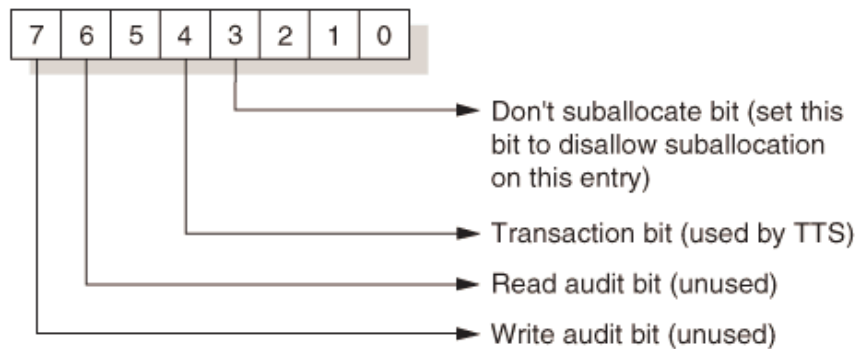 7 6 5 4 3 2 1 0
Don't suballocate bit (set this
bit to disallow suballocation
on this entry)
Transaction bit (used by TTS)
Read audit bit (unused)
Write audit bit (unused)